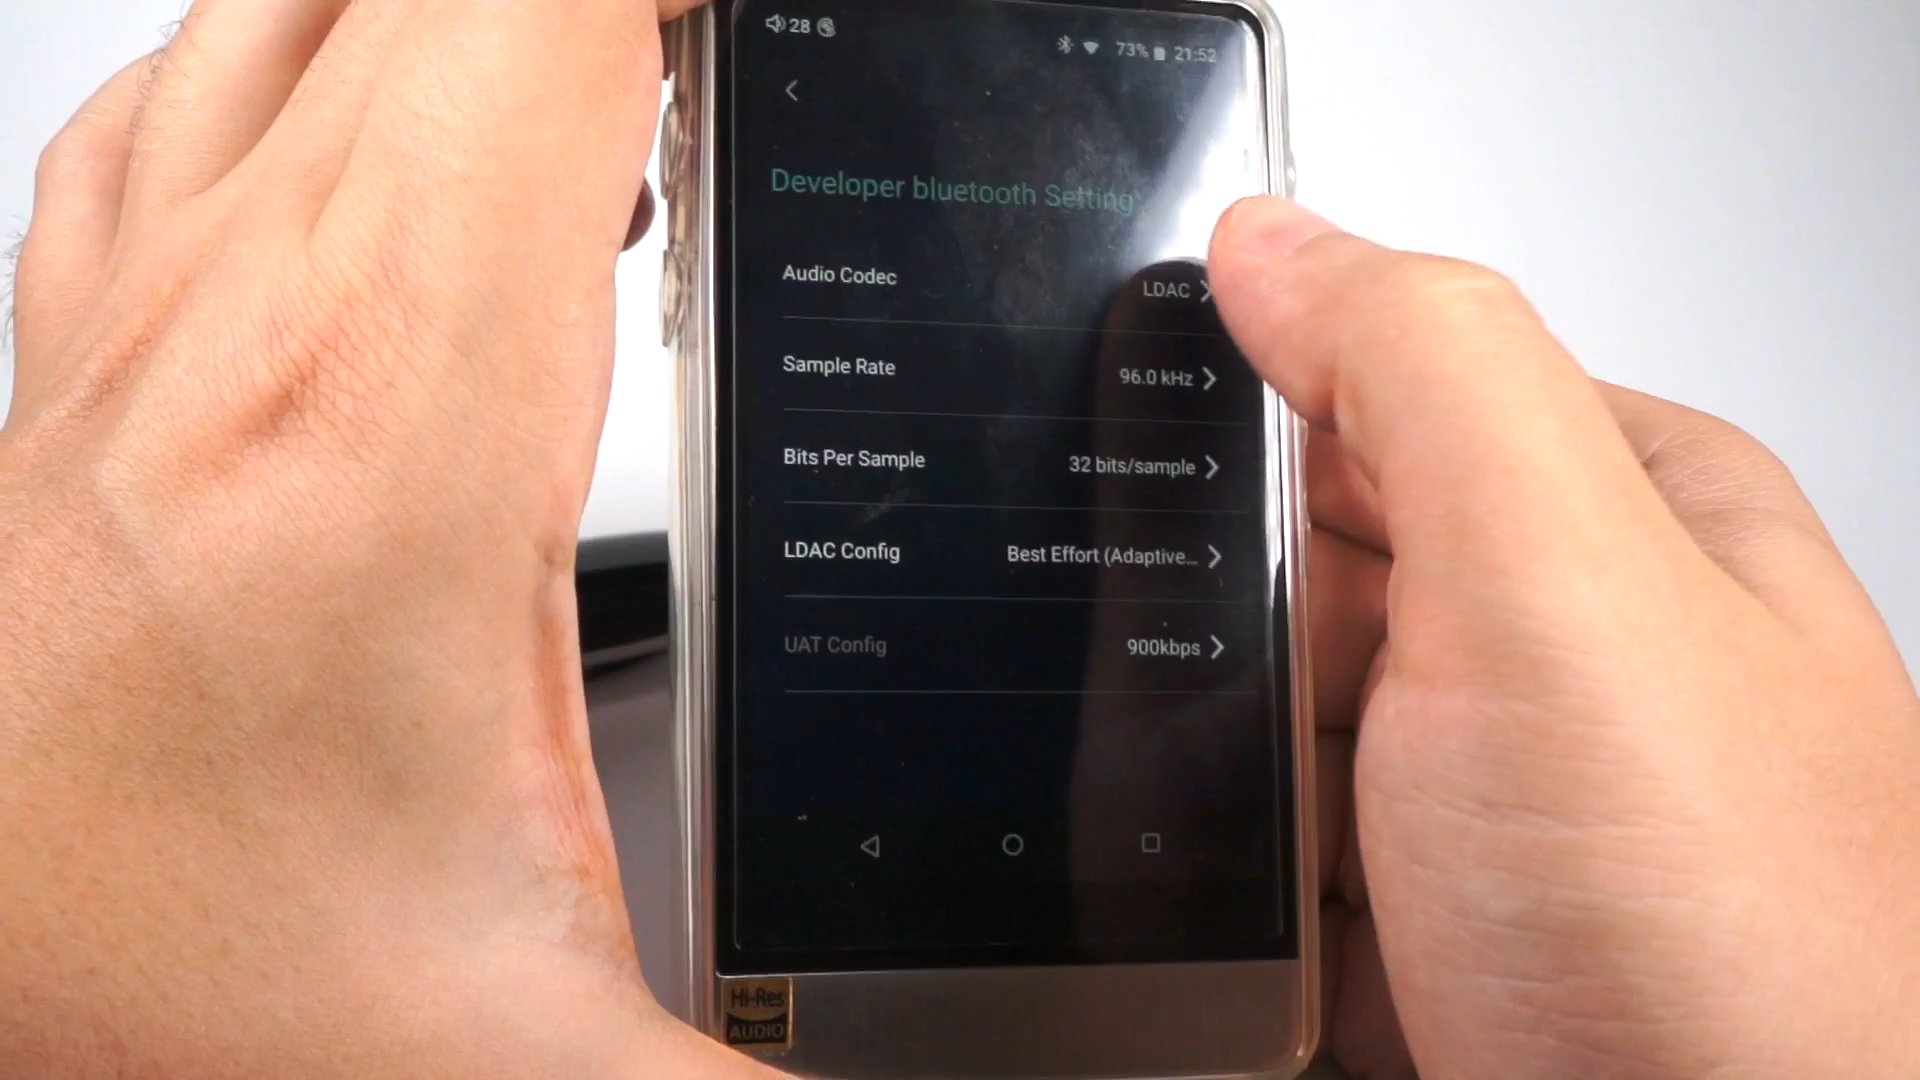 28
73% 21:52
Developer bluetooth Setting
Audio Codec LDAC
Sample Rate 96.0 kHz
Bits Per Sample 32 bits/sample
LDAC Config Best Effort (Adaptive...
UAT Config 900kbps
Hi-Res
AUDIO